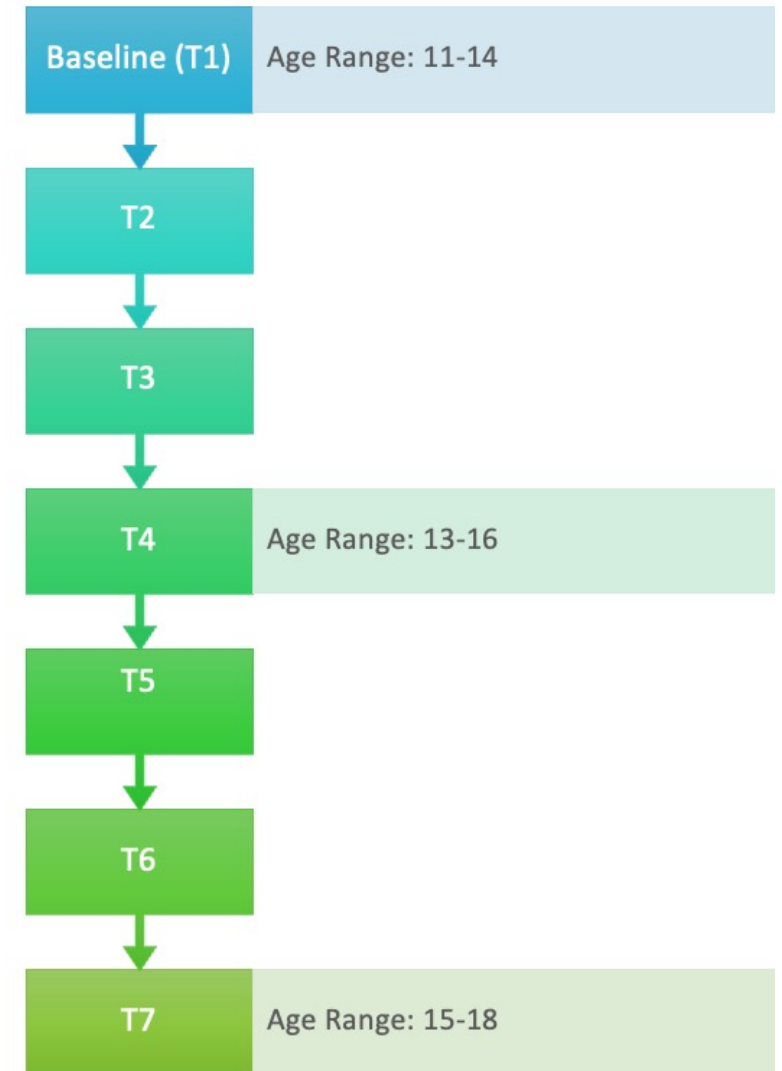 Baseline (T1) Age Range: 11-14
T2
T3
T4 Age Range: 13-16
T5
T6
T7 Age Range: 15-18